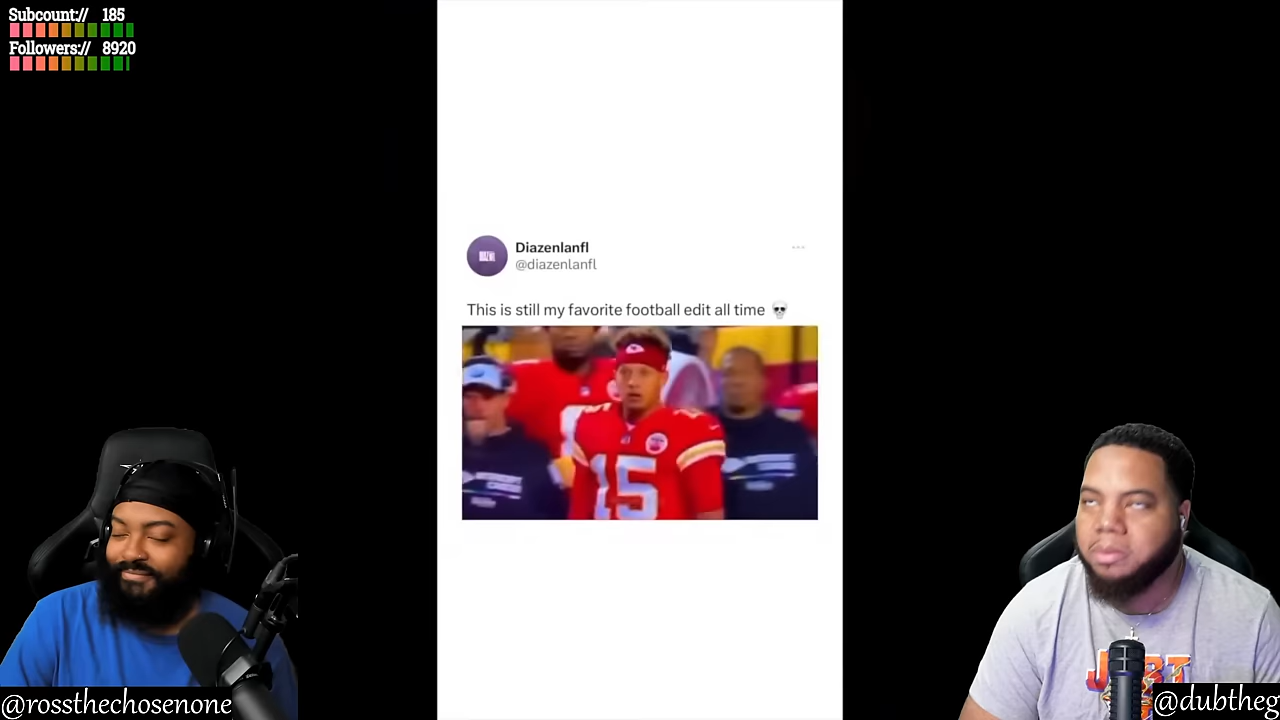 Subcount:// 185
Followers:// 8920
Diazenlanfl
@diazenlanfl
This is still my favorite football edit all time 💀
15
@rossthechosenone
@dubtheg